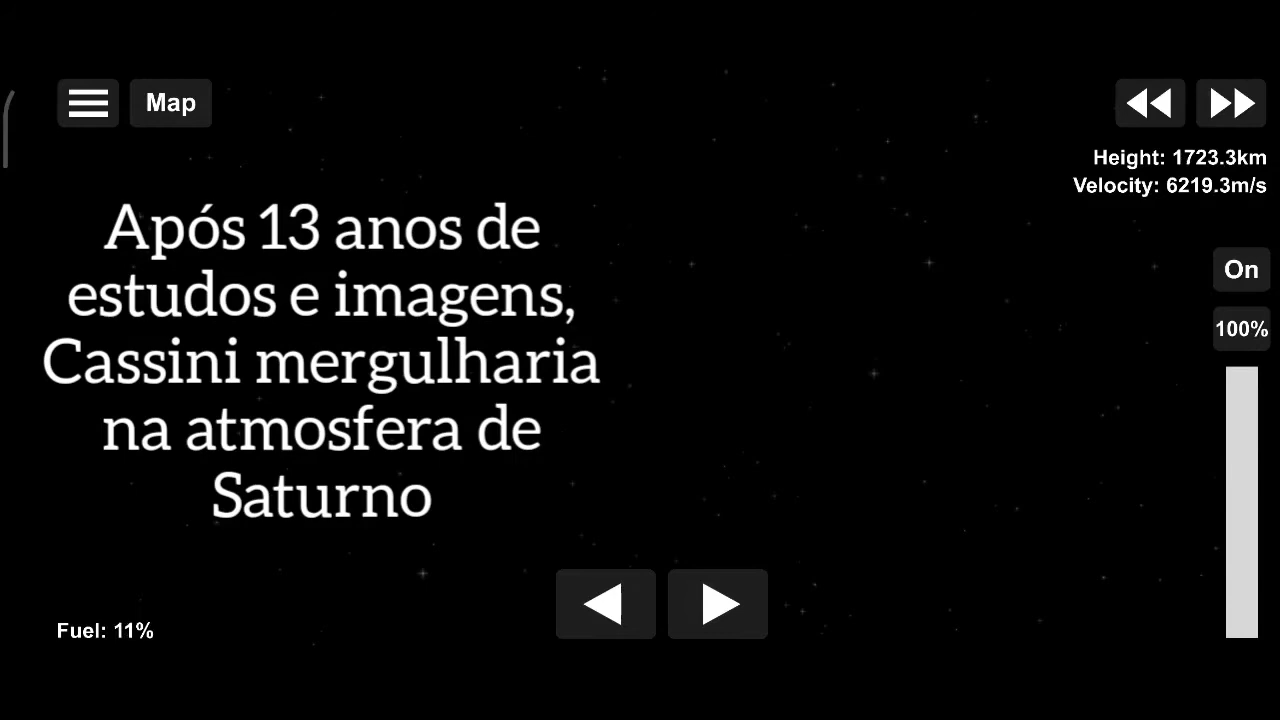 Map
Height: 1723.3km
Velocity: 6219.3m/s
Após 13 anos de
estudos e imagens,
Cassini mergulharia
na atmosfera de
Saturno
On
100%
Fuel: 11%